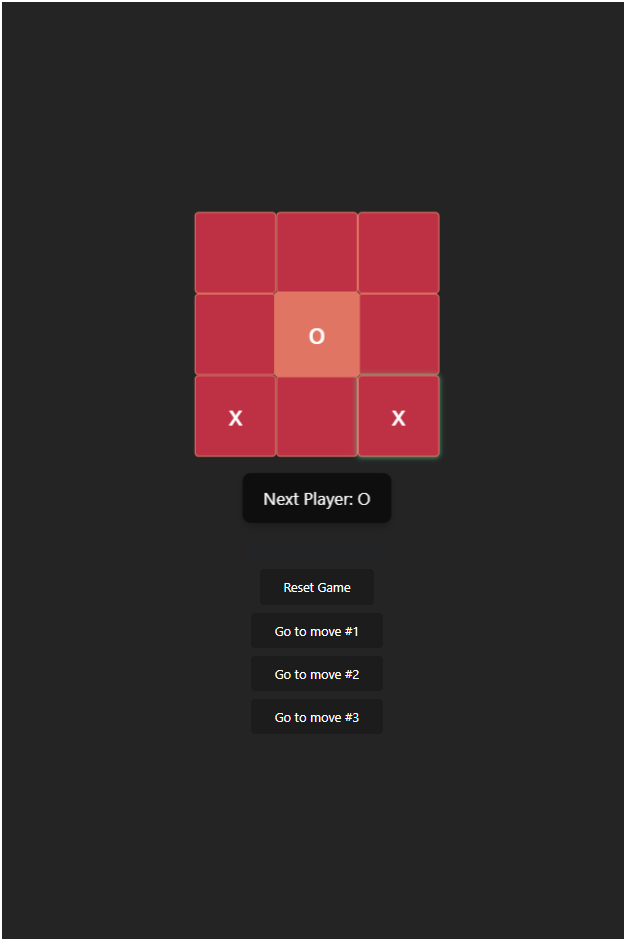 O
X X
Next Player: O
Reset Game
Go to move #1
Go to move #2
Go to move #3